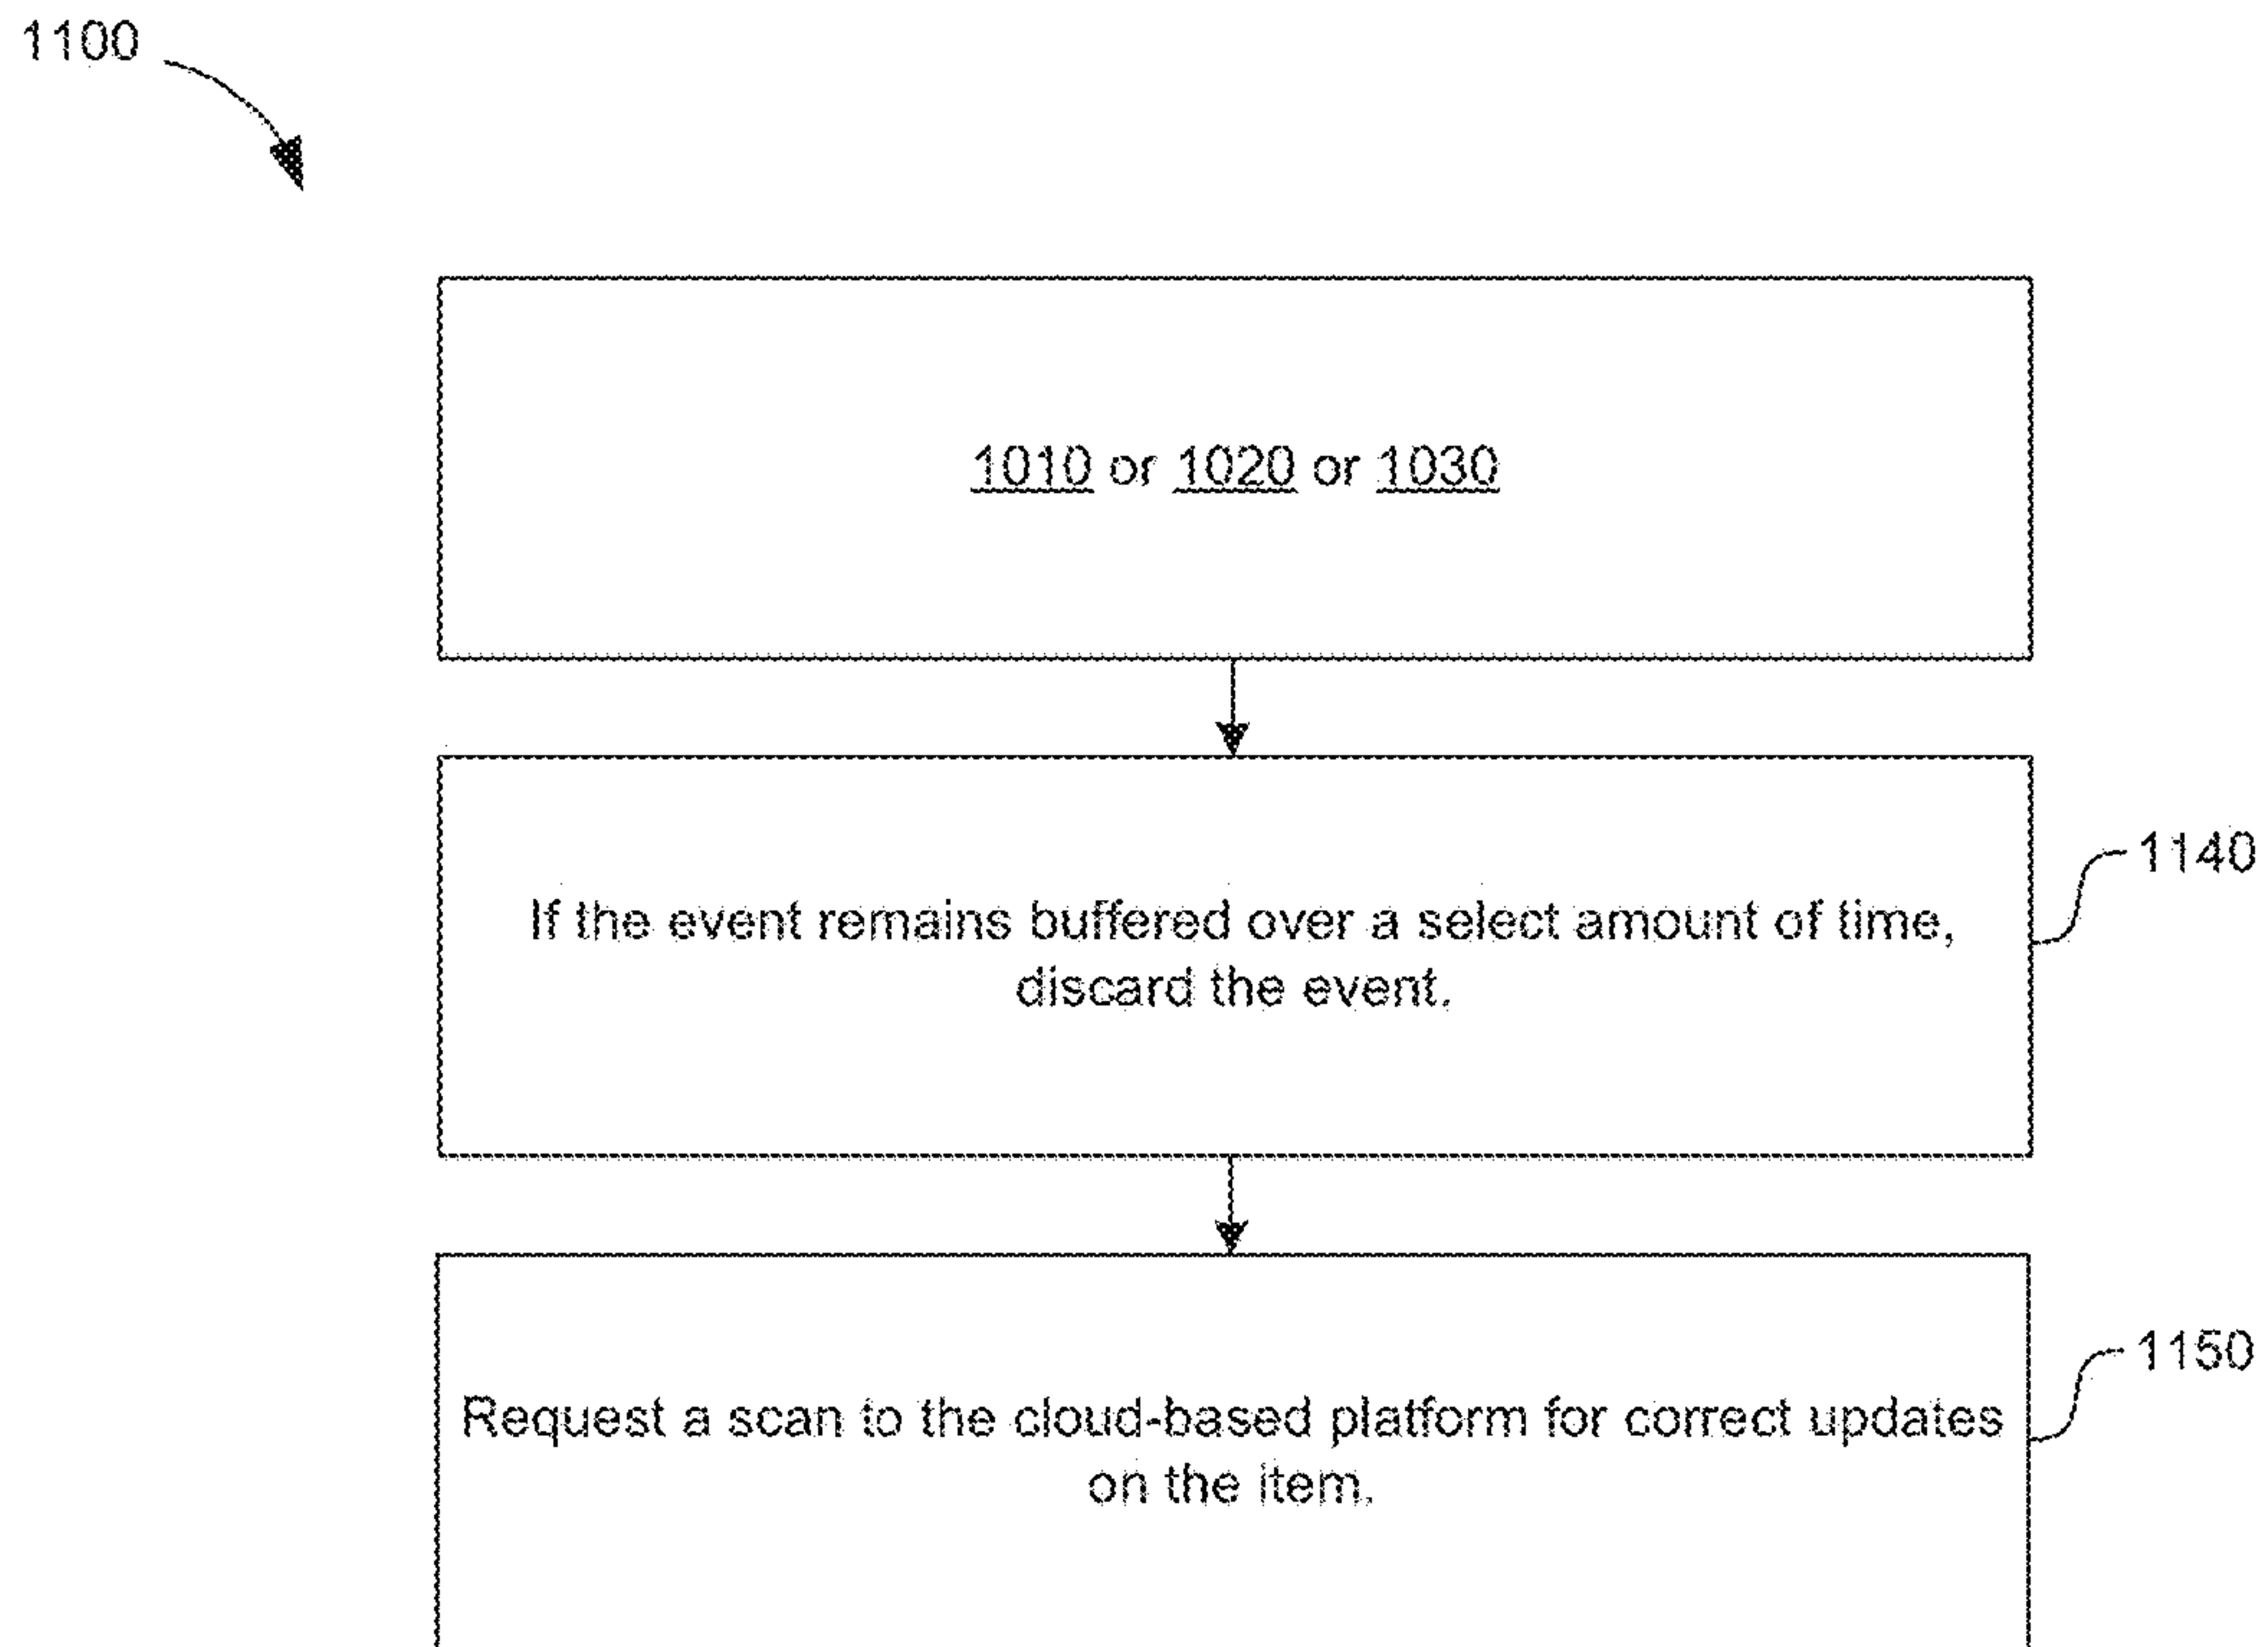 1100
1010 or 1020 or 1030
If the event remains buffered over a select amount of time,
discard the event.
1140
Request a scan to the cloud-based platform for correct updates
on the item.
1150